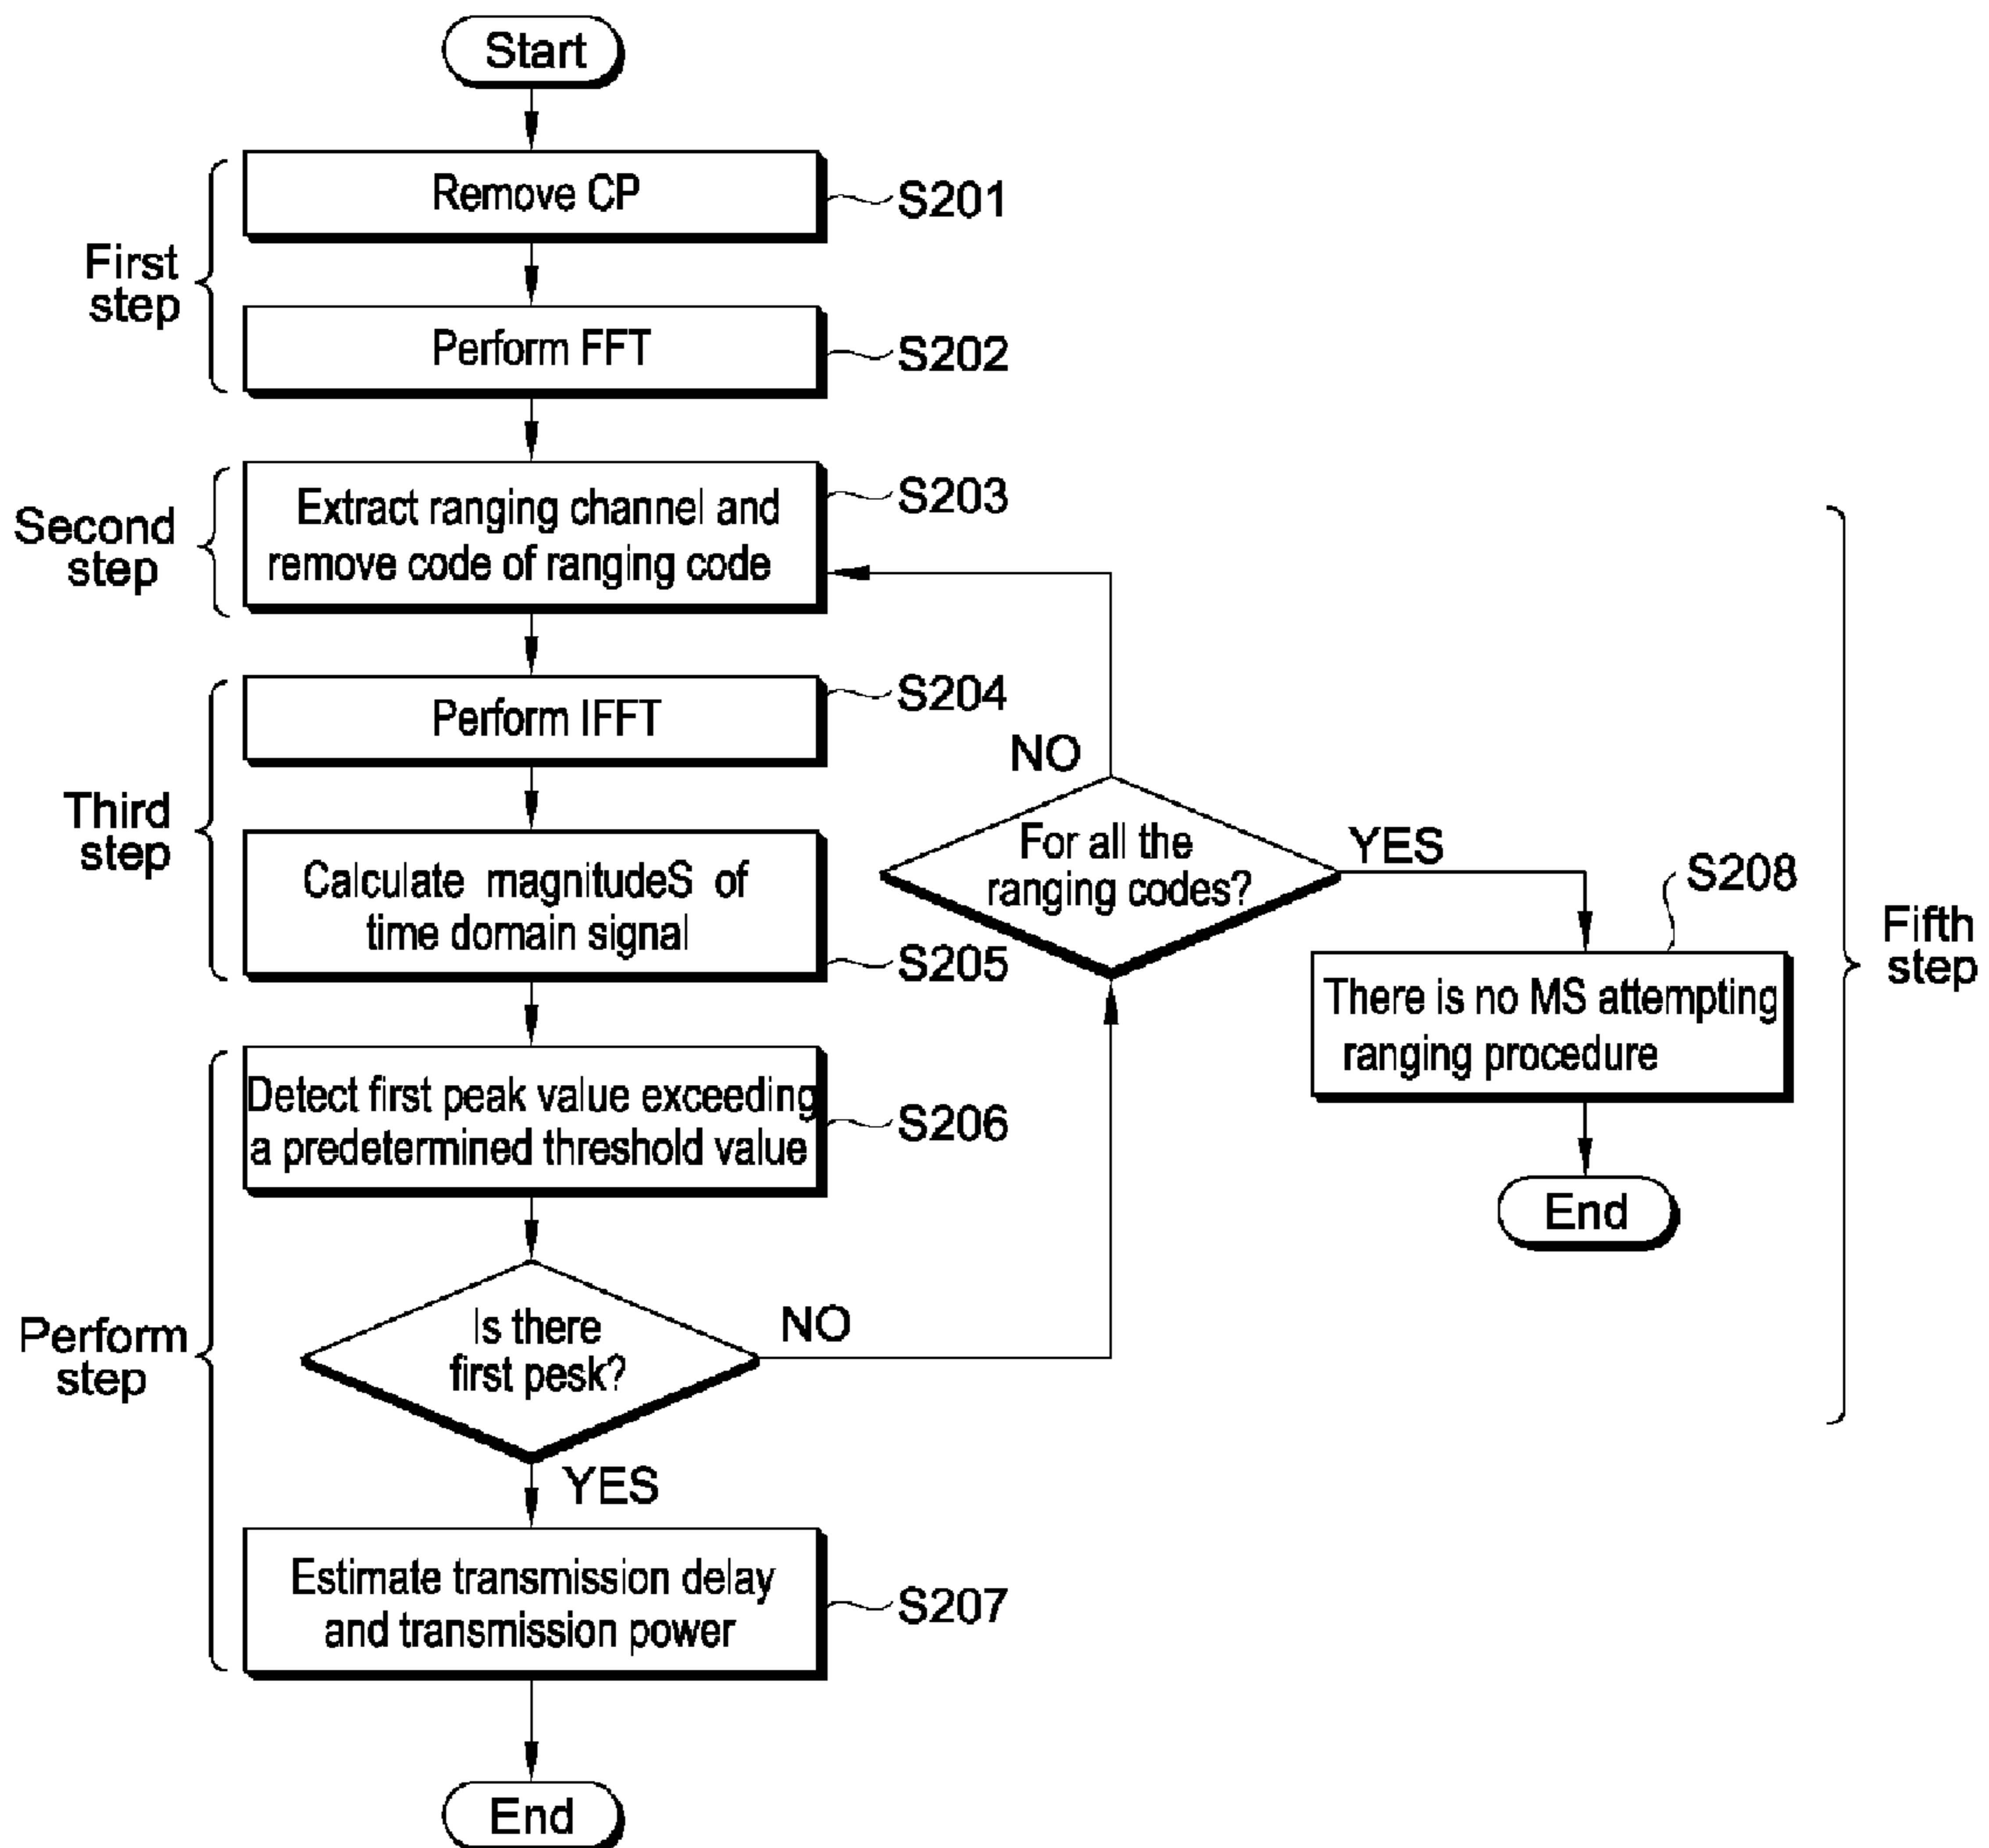 Start
First
step
Remove CP
S201
Perform FFT
S202
Second
step
Extract ranging channel and
remove code of ranging code
S203
Third
step
Perform IFFT
S204
Calculate magnitudeS of
time domain signal
S205
NO
For all the
ranging codes?
YES
S208
There is no MS attempting
ranging procedure
End
Fifth
step
Perform
step
Detect first peak value exceeding
a predetermined threshold value
S206
Is there
first pesk?
NO
YES
Estimate transmission delay
and transmission power
S207
End